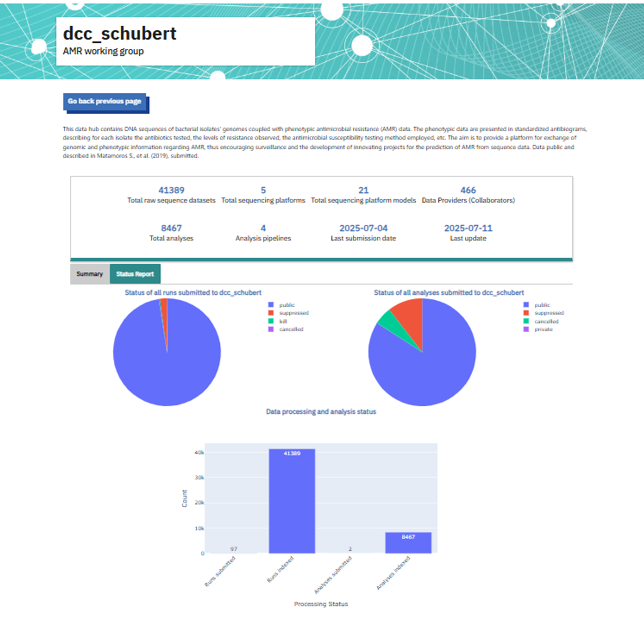 dcc_schubert
AMR working group
Go back previous page
This data hub contains DNA sequences of bacterial isolates' genomes coupled with phenotypic antimicrobial resistance (AMR) data. The phenotypic data are presented in standardized antibiograms,
describing for each isolate the antibiotics tested, the levels of resistance observed, the antimicrobial susceptibility testing method employed, etc. The aim is to provide a platform for exchange of
genomic and phenotypic information regarding AMR, thus encouraging surveillance and the development of innovating projects for the prediction of AMR from sequence data. Data public and
described in Matamoros S., et al. (2019), submitted.
41389 5 21 466
Total raw sequence datasets Total sequencing platforms Total sequencing platform models Data Providers (Collaborators)
8467 4 2025-07-04 2025-07-11
Total analyses Analysis pipelines Last submission date Last update
Summary Status Report
Status of all runs submitted to dcc_schubert
public
suppressed
kill
cancelled
Status of all analyses submitted to dcc_schubert
public
suppressed
cancelled
private
Data processing and analysis status
Count
40k
30k
20k
10k
0
97
41389
2
8467
Runs submitted
Runs indexed
Analyses submitted
Analyses indexed
Processing Status